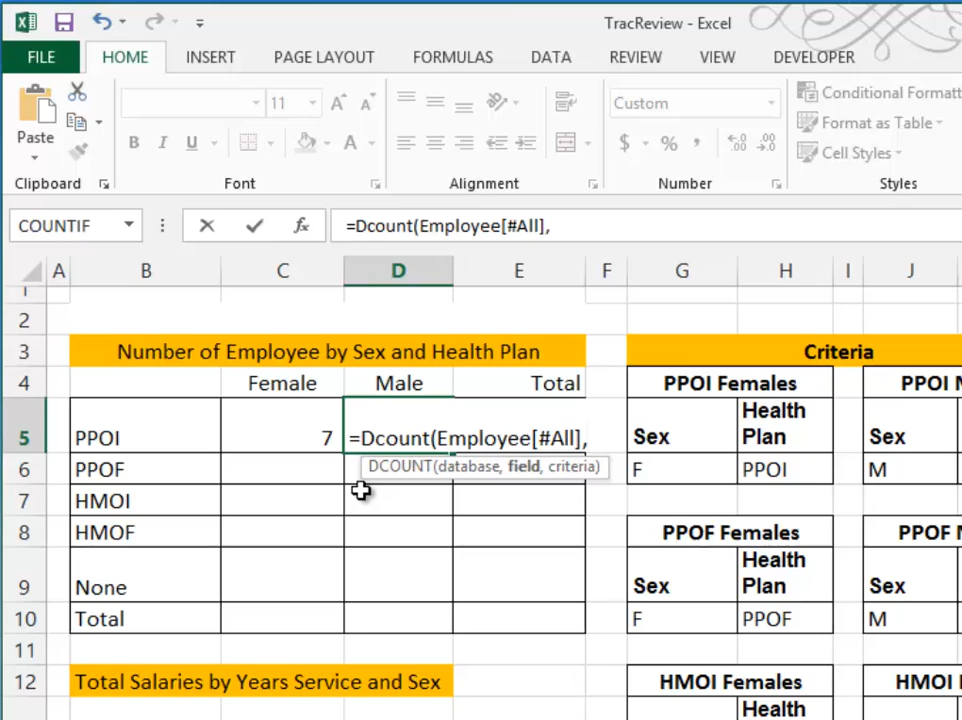 TracReview - Excel
FILE HOME INSERT PAGE LAYOUT FORMULAS DATA REVIEW VIEW DEVELOPER
11 Custom Conditional Formatt
Paste B I U A $ % Format as Table
Cell Styles
Clipboard Font Alignment Number Styles
COUNTIF fx =Dcount(Employee[#All],
A B C D E F G H I J
1
2
3 Number of Employee by Sex and Health Plan Criteria
4 Female Male Total PPOI Females PPOI M
5 PPOI 7 =Dcount(Employee[#All], Sex Health Plan Sex
DCOUNT(database, field, criteria)
6 PPOF F PPOI M
7 HMOI
8 HMOF PPOF Females PPOF M
9 None Sex Health Plan Sex
10 Total F PPOF M
11
12 Total Salaries by Years Service and Sex HMOI Females HMOI
Health